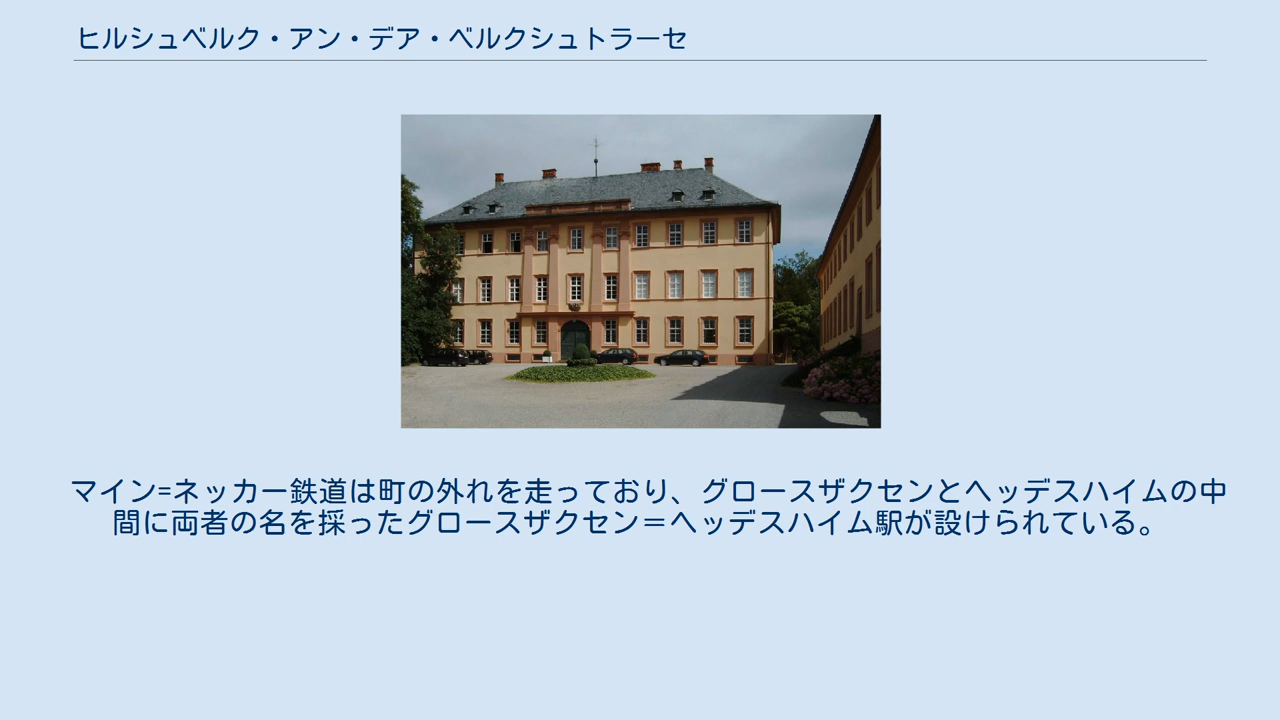 ヒルシュベルク・アン・デア・ベルクシュトラーセ
マイン=ネッカー鉄道は町の外れを走っており、グロースザクセンとヘッデスハイムの中
間に両者の名を採ったグロースザクセン＝ヘッデスハイム駅が設けられている。